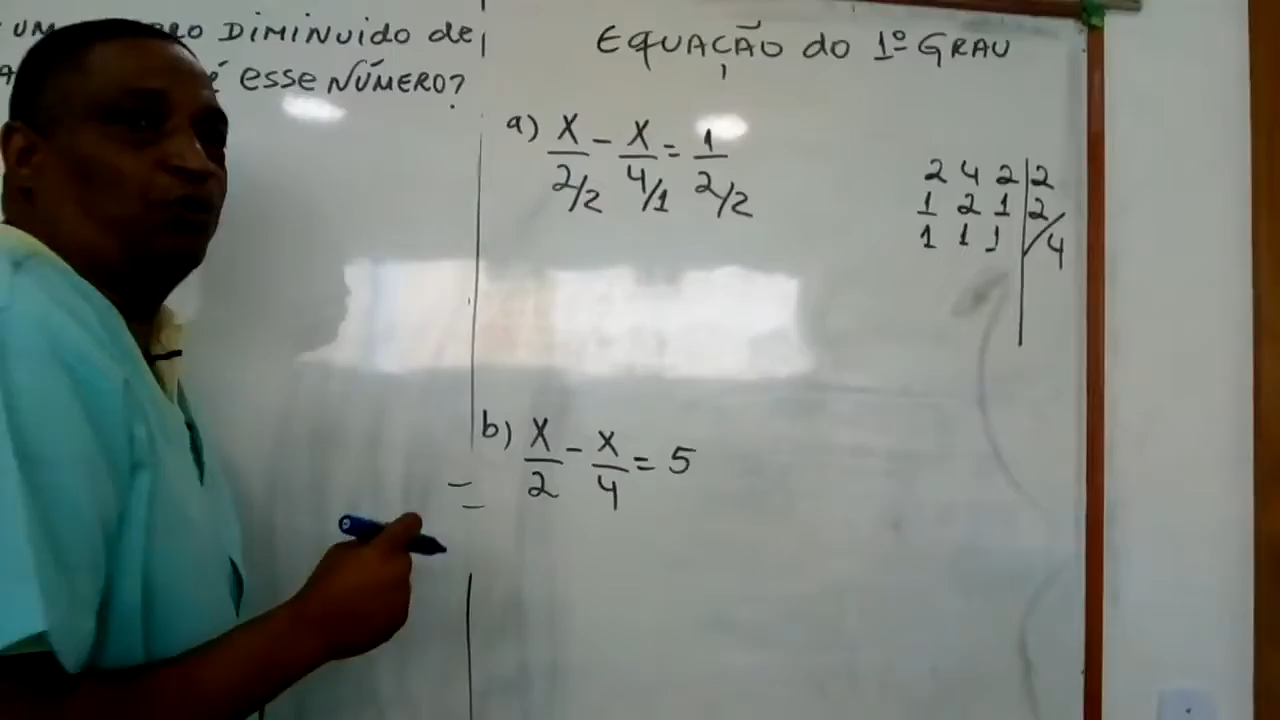 UM DiMiNUido de
é esse NÚMERO?
EQUAÇÃO do 1º GRAU
a) X/2 - X/4 = 1/2
/2 /1 /2
2 4 2 | 2
1 2 1 | 2
1 1 1 | 4
b) X/2 - X/4 = 5
=